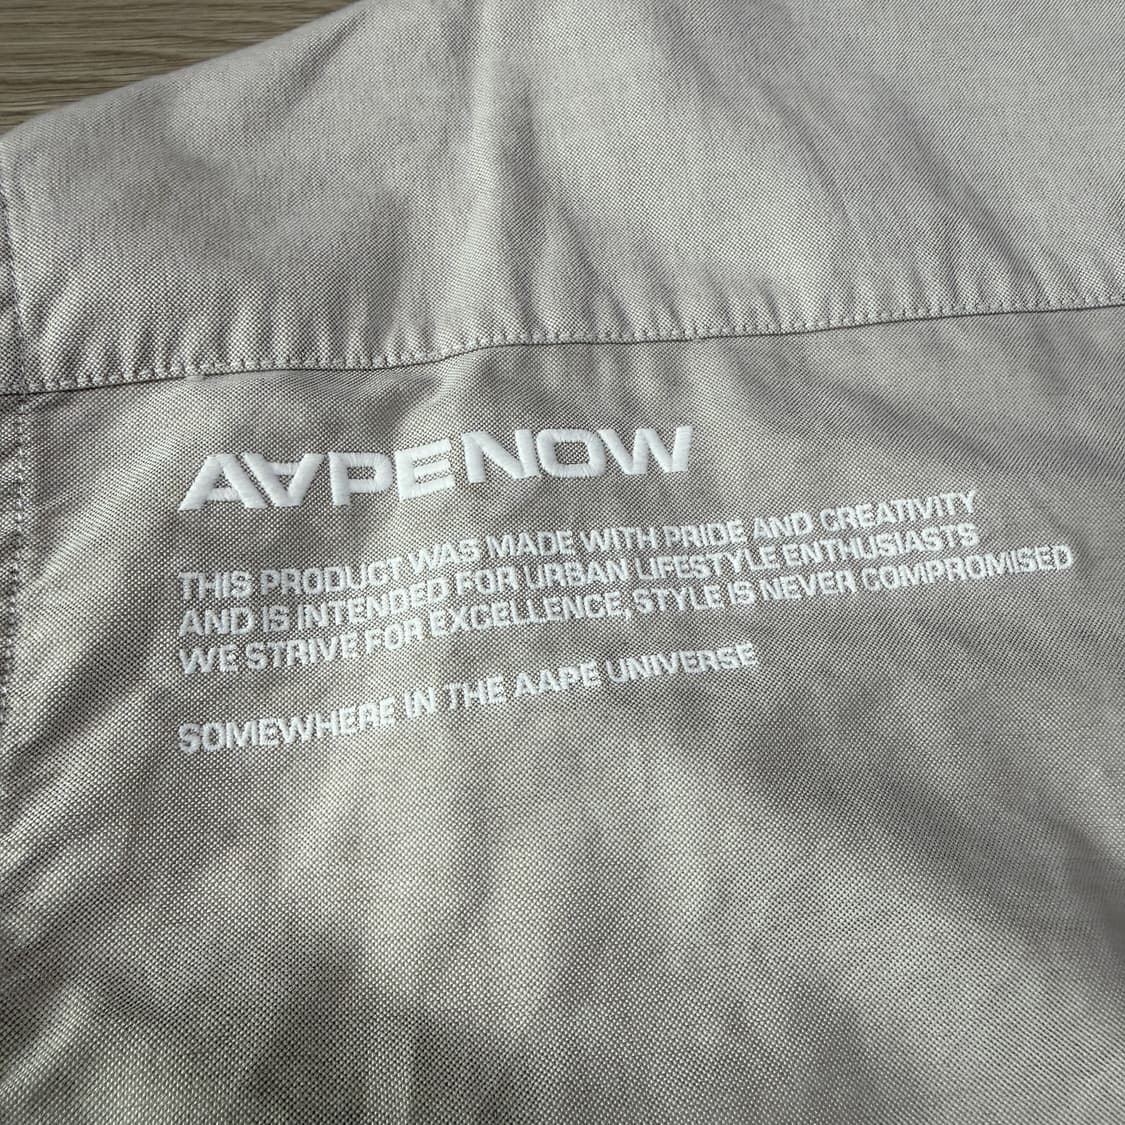 AAPE NOW
THIS PRODUCT WAS MADE WITH PRIDE AND CREATIVITY
AND IS INTENDED FOR URBAN LIFESTYLE ENTHUSIASTS
WE STRIVE FOR EXCELLENCE, STYLE IS NEVER COMPROMISED
SOMEWHERE IN THE AAPE UNIVERSE